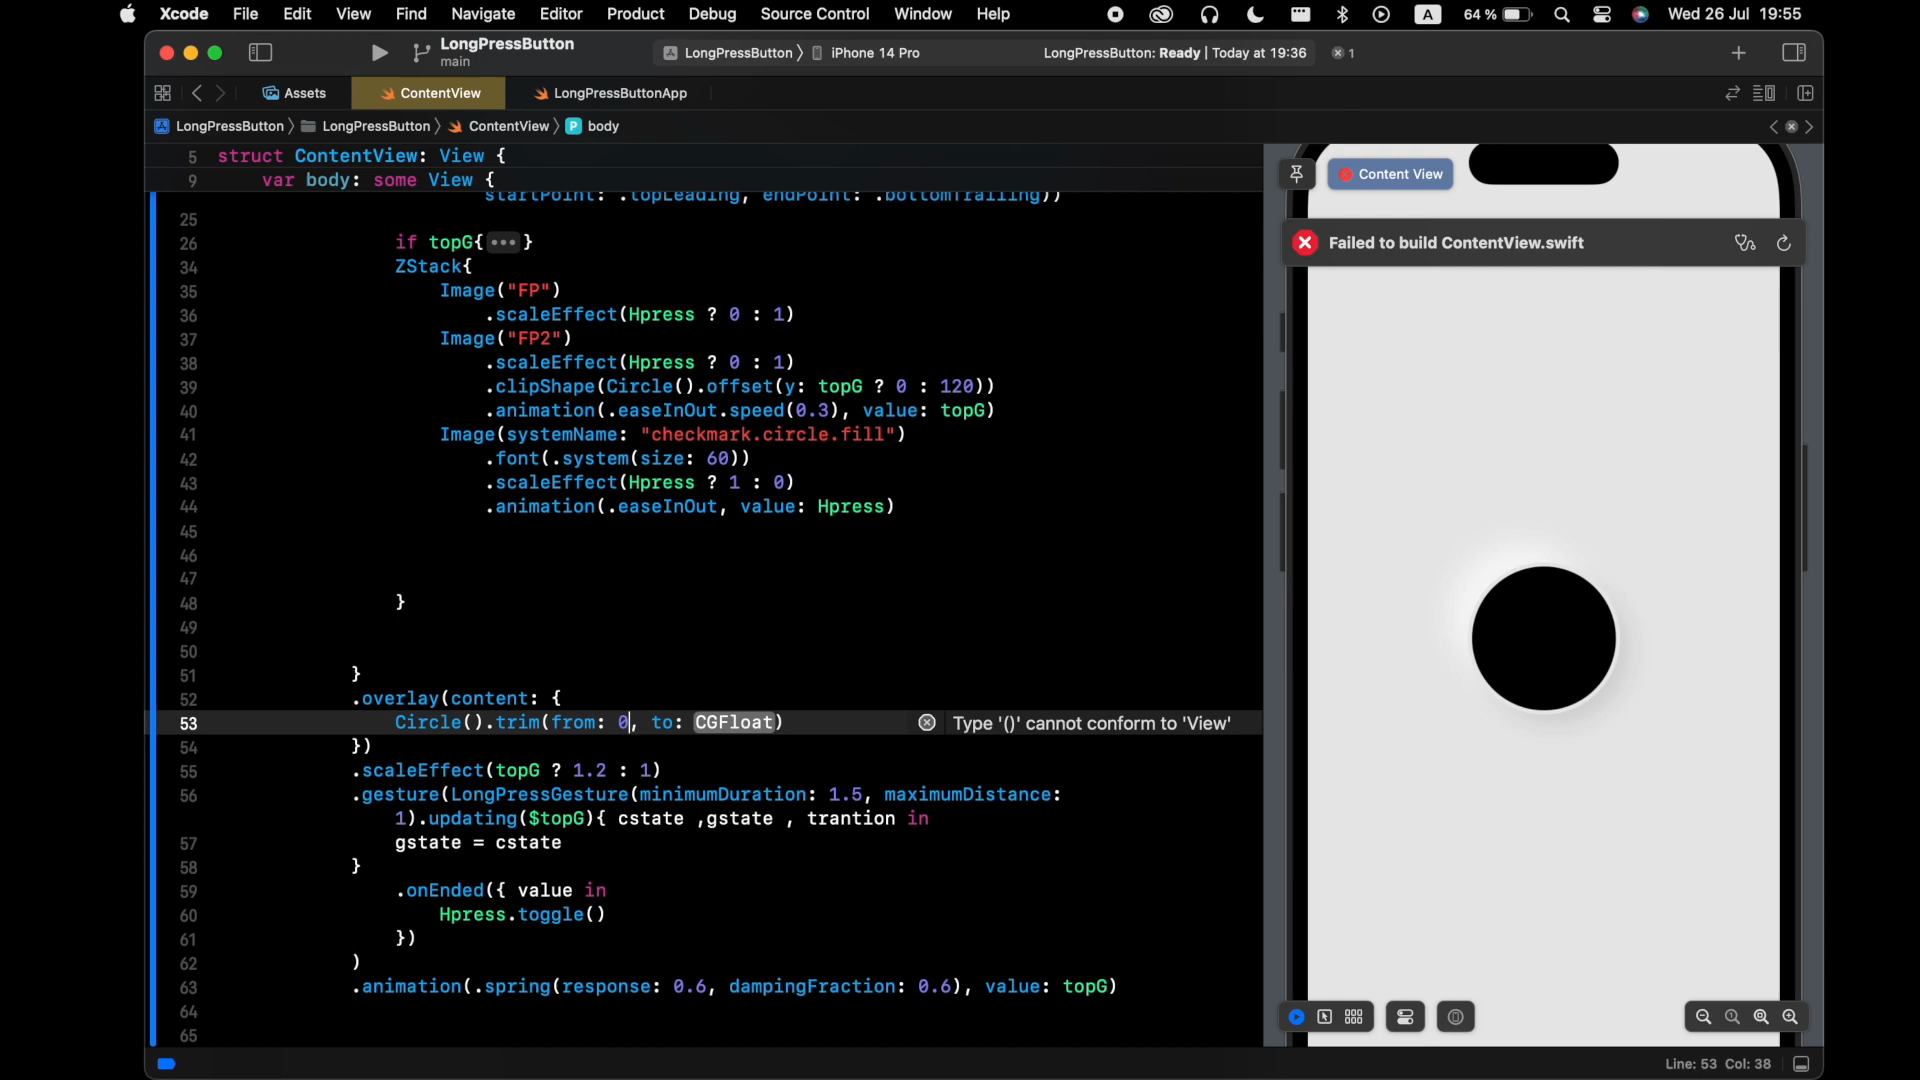 Xcode File Edit View Find Navigate Editor Product Debug Source Control Window Help A 64 % Wed 26 Jul 19:55
LongPressButton
main
LongPressButton 〉 iPhone 14 Pro
LongPressButton: Ready | Today at 19:36 1
Assets ContentView LongPressButtonApp
LongPressButton 〉 LongPressButton 〉 ContentView 〉 P body
5 struct ContentView: View {
9 var body: some View {
startPoint: .topLeading, endPoint: .bottomTrailing))
25
26 if topG{•••}
34 ZStack{
35 Image("FP")
36 .scaleEffect(Hpress ? 0 : 1)
37 Image("FP2")
38 .scaleEffect(Hpress ? 0 : 1)
39 .clipShape(Circle().offset(y: topG ? 0 : 120))
40 .animation(.easeInOut.speed(0.3), value: topG)
41 Image(systemName: "checkmark.circle.fill")
42 .font(.system(size: 60))
43 .scaleEffect(Hpress ? 1 : 0)
44 .animation(.easeInOut, value: Hpress)
45
46
47
48 }
49
50
51 }
52 .overlay(content: {
53 Circle().trim(from: 0, to: CGFloat) Type '()' cannot conform to 'View'
54 })
55 .scaleEffect(topG ? 1.2 : 1)
56 .gesture(LongPressGesture(minimumDuration: 1.5, maximumDistance:
1).updating($topG){ cstate ,gstate , trantion in
57 gstate = cstate
58 }
59 .onEnded({ value in
60 Hpress.toggle()
61 })
62 )
63 .animation(.spring(response: 0.6, dampingFraction: 0.6), value: topG)
64
65
Content View
Failed to build ContentView.swift
Line: 53 Col: 38